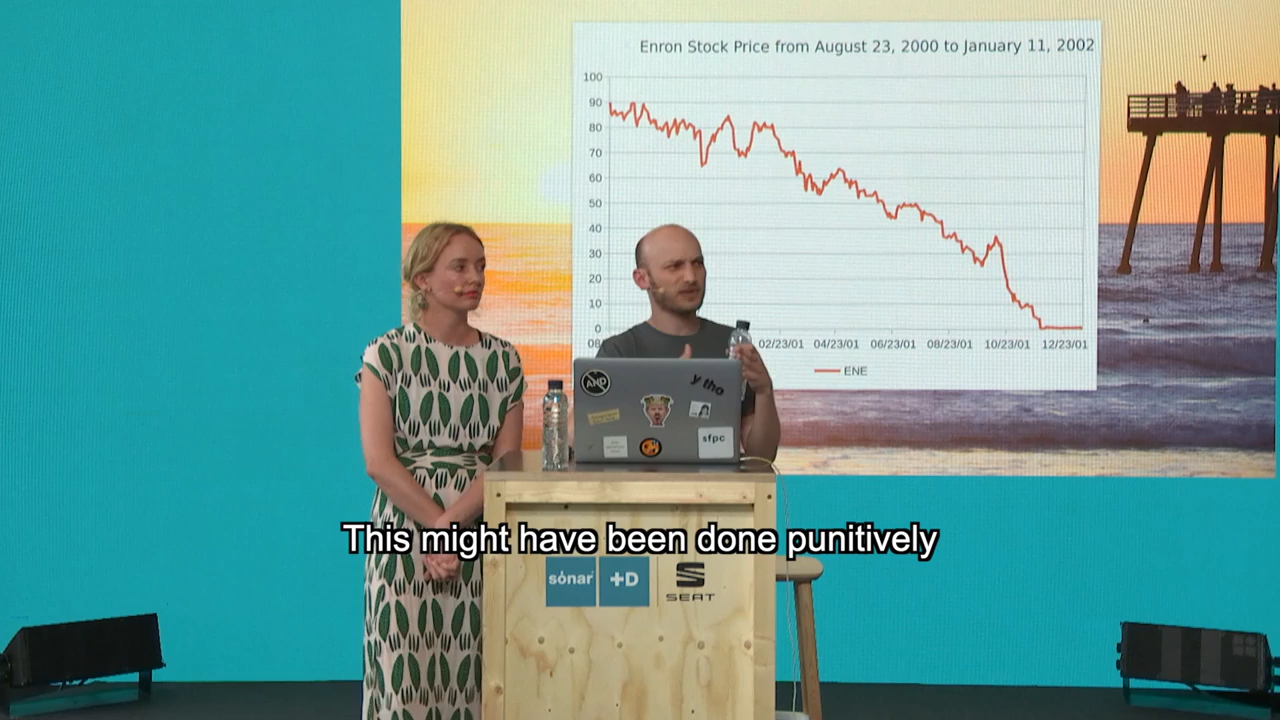 Enron Stock Price from August 23, 2000 to January 11, 2002
100
90
80
70
60
50
40
30
20
10
0
08 02/23/01 04/23/01 06/23/01 08/23/01 10/23/01 12/23/01
ENE
AND
y tho
sfpc
This might have been done punitively
sónar +D
SEAT